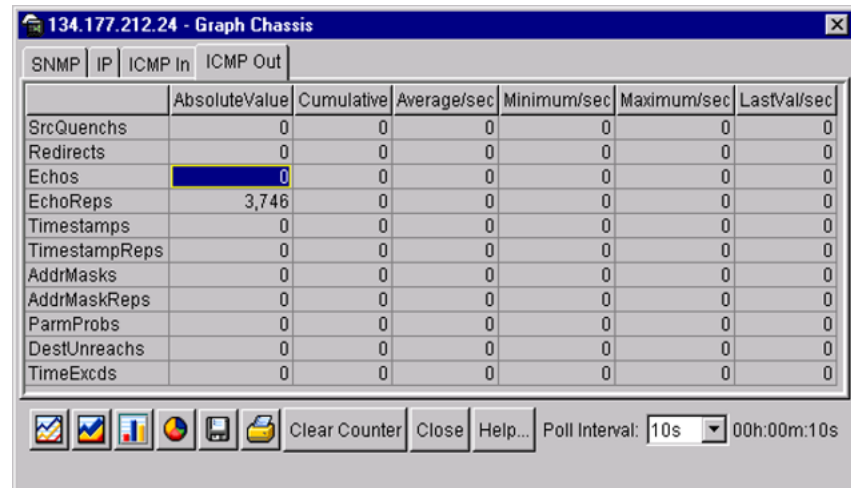 134.177.212.24 - Graph Chassis
SNMP IP ICMP In ICMP Out
AbsoluteValue Cumulative Average/sec Minimum/sec Maximum/sec LastVal/sec
SrcQuenchs 0 0 0 0 0 0
Redirects 0 0 0 0 0 0
Echos 0 0 0 0 0 0
EchoReps 3,746 0 0 0 0 0
Timestamps 0 0 0 0 0 0
TimestampReps 0 0 0 0 0 0
AddrMasks 0 0 0 0 0 0
AddrMaskReps 0 0 0 0 0 0
ParmProbs 0 0 0 0 0 0
DestUnreachs 0 0 0 0 0 0
TimeExcds 0 0 0 0 0 0
Clear Counter Close Help... Poll Interval: 10s 00h:00m:10s